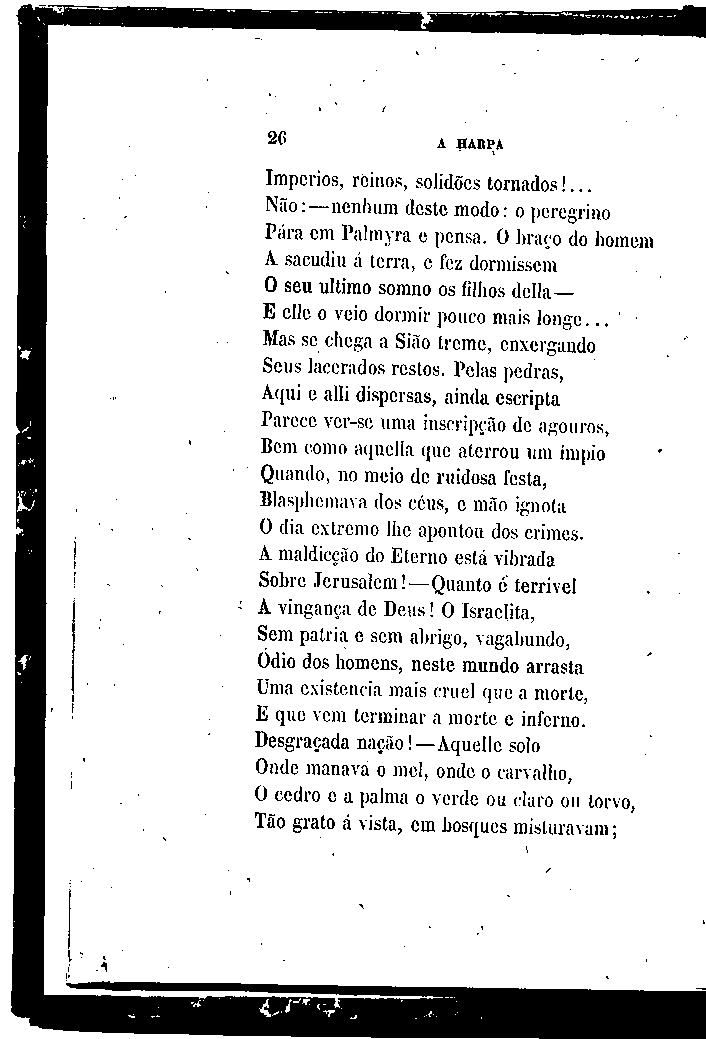 26 A HARPA
Imperios, reinos, solidões tornados!...
Não:—nenhum deste modo: o peregrino
Pára em Palmyra e pensa. O braço do homem
A sacudiu á terra, e fez dormissem
O seu ultimo somno os filhos della—
E elle o veio dormir pouco mais longe...
Mas se chega a Sião treme, enxergando
Seus lacerados restos. Pelas pedras,
Aqui e alli dispersas, ainda escripta
Parece ver-se uma inscripção de agouros,
Bem como aquella que aterrou um ímpio
Quando, no meio de ruidosa festa,
Blasphemava dos céus, e mão ignota
O dia extremo lhe apontou dos crimes.
A maldicção do Eterno está vibrada
Sobre Jerusalem!—Quanto é terrivel
A vingança de Deus! O Israelita,
Sem patria e sem abrigo, vagabundo,
Ódio dos homens, neste mundo arrasta
Uma existencia mais cruel que a morte,
E que vem terminar a morte e inferno.
Desgraçada nação!—Aquelle solo
Onde manava o mel, onde o carvalho,
O cedro e a palma o verde ou claro ou torvo,
Tão grato á vista, em bosques misturavam;